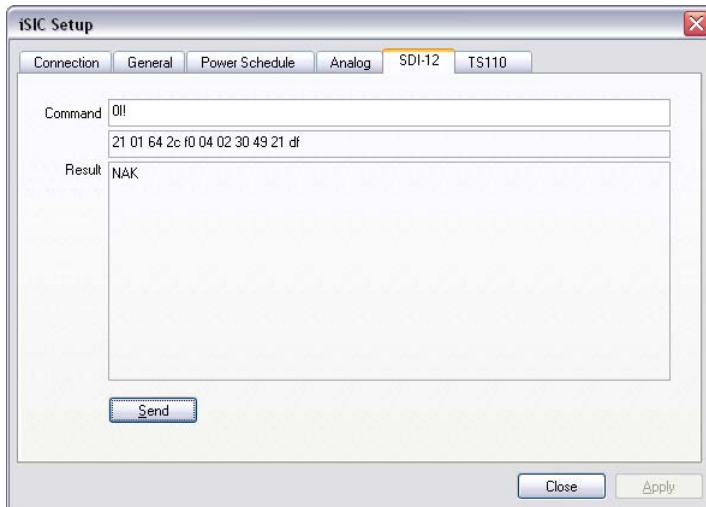 iSIC Setup
Connection General Power Schedule Analog SDI-12 TS110
Command 0I!
21 01 64 2c f0 04 02 30 49 21 df
Result NAK
Send
Close Apply